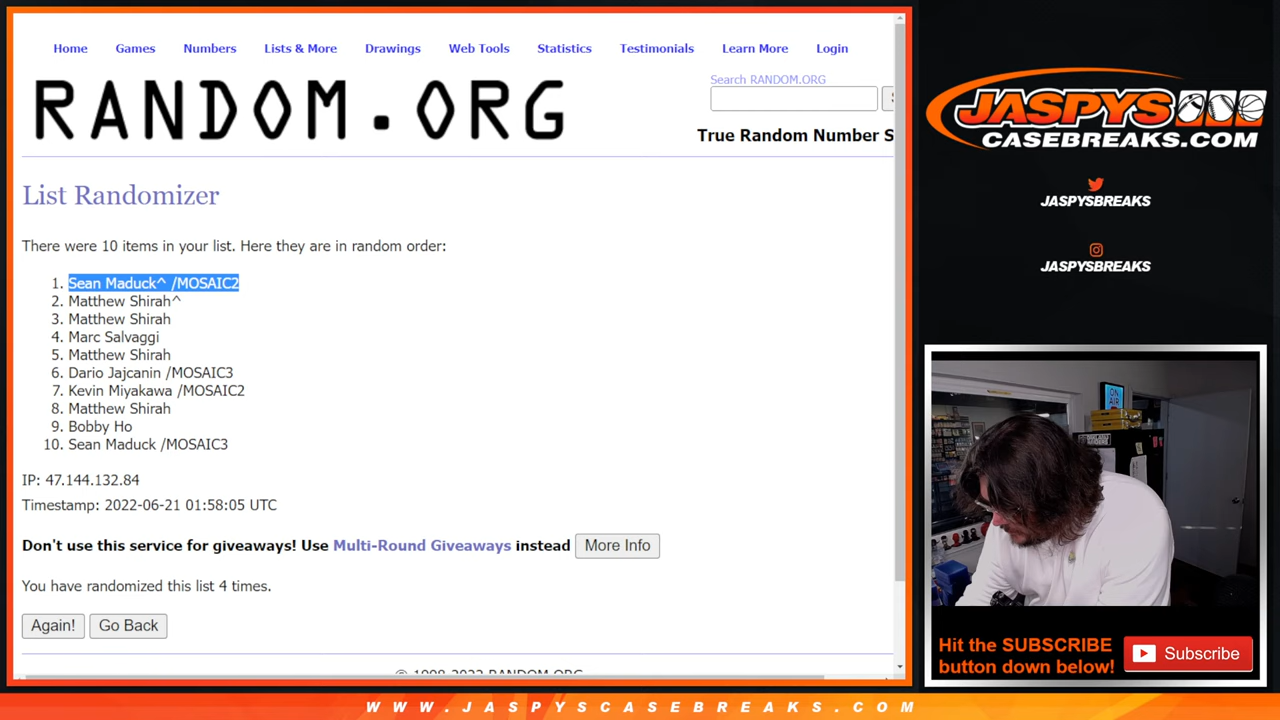 Home Games Numbers Lists & More Drawings Web Tools Statistics Testimonials Learn More Login
RANDOM.ORG
Search RANDOM.ORG
True Random Number S
List Randomizer
There were 10 items in your list. Here they are in random order:
1. Sean Maduck^ /MOSAIC2
2. Matthew Shirah^
3. Matthew Shirah
4. Marc Salvaggi
5. Matthew Shirah
6. Dario Jajcanin /MOSAIC3
7. Kevin Miyakawa /MOSAIC2
8. Matthew Shirah
9. Bobby Ho
10. Sean Maduck /MOSAIC3
IP: 47.144.132.84
Timestamp: 2022-06-21 01:58:05 UTC
Don't use this service for giveaways! Use Multi-Round Giveaways instead More Info
You have randomized this list 4 times.
Again! Go Back
JASPYS
CASEBREAKS.COM
JASPYSBREAKS
JASPYSBREAKS
ON
AIR
Hit the SUBSCRIBE
button down below!
Subscribe
WWW.JASPYSCASEBREAKS.COM